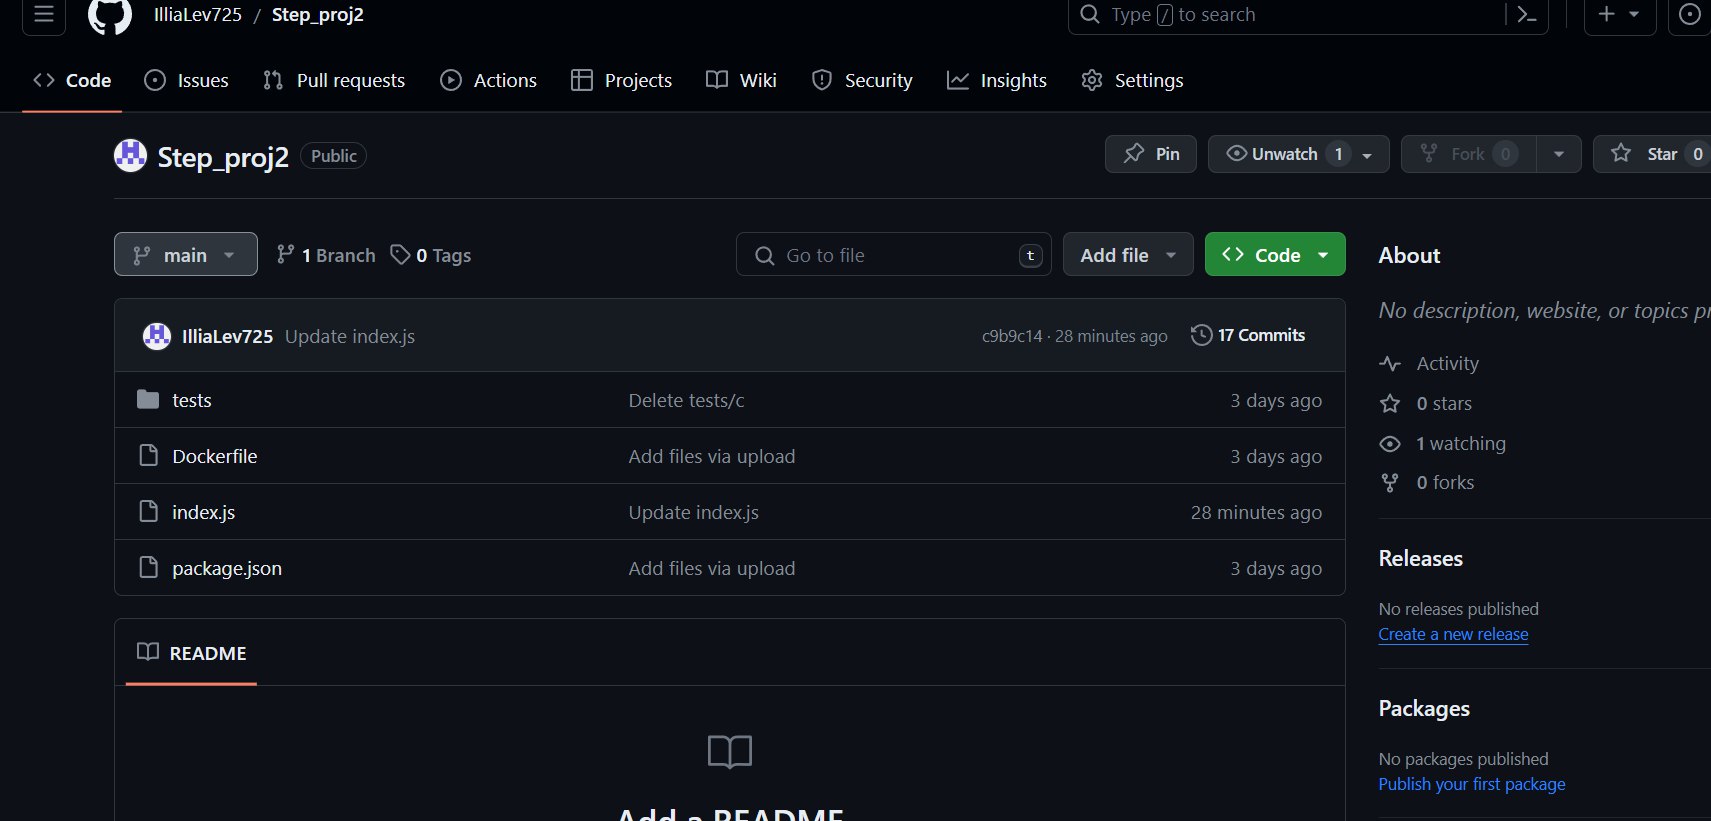 IlliaLev725 / Step_proj2
Type / to search
Code Issues Pull requests Actions Projects Wiki Security Insights Settings
Step_proj2 Public
Pin Unwatch 1 Fork 0 Star 0
main 1 Branch 0 Tags Go to file t Add file Code
IlliaLev725 Update index.js c9b9c14 · 28 minutes ago 17 Commits
tests Delete tests/c 3 days ago
Dockerfile Add files via upload 3 days ago
index.js Update index.js 28 minutes ago
package.json Add files via upload 3 days ago
README
Add a README
About
No description, website, or topics pr
Activity
0 stars
1 watching
0 forks
Releases
No releases published
Create a new release
Packages
No packages published
Publish your first package